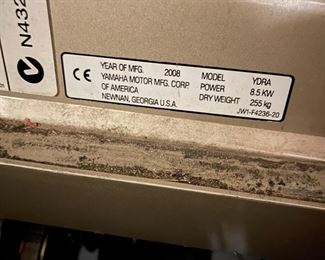 N432
YEAR OF MFG. 2008 MODEL YDRA
YAMAHA MOTOR MFG. CORP. POWER 8.5 KW
OF AMERICA DRY WEIGHT 255 kg
NEWNAN, GEORGIA U.S.A.
JW1-F4236-20
CE